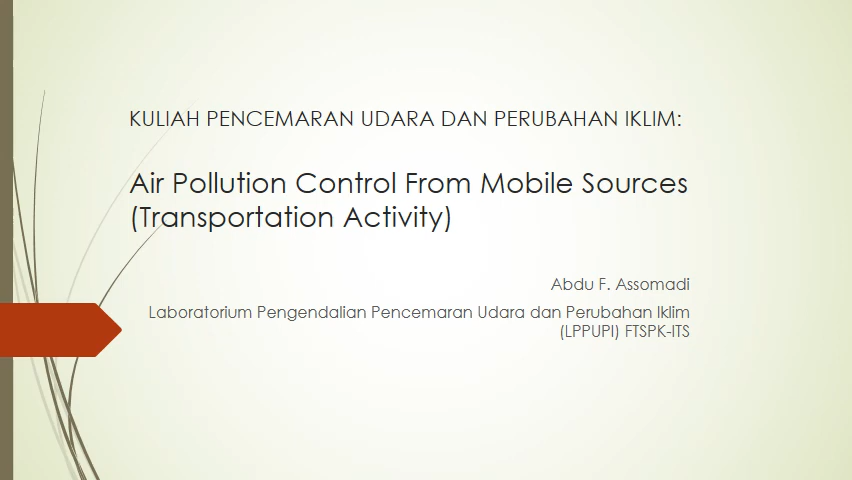 KULIAH PENCEMARAN UDARA DAN PERUBAHAN IKLIM:
Air Pollution Control From Mobile Sources
(Transportation Activity)
Abdu F. Assomadi
Laboratorium Pengendalian Pencemaran Udara dan Perubahan Iklim
(LPPUPI) FTSPK-ITS